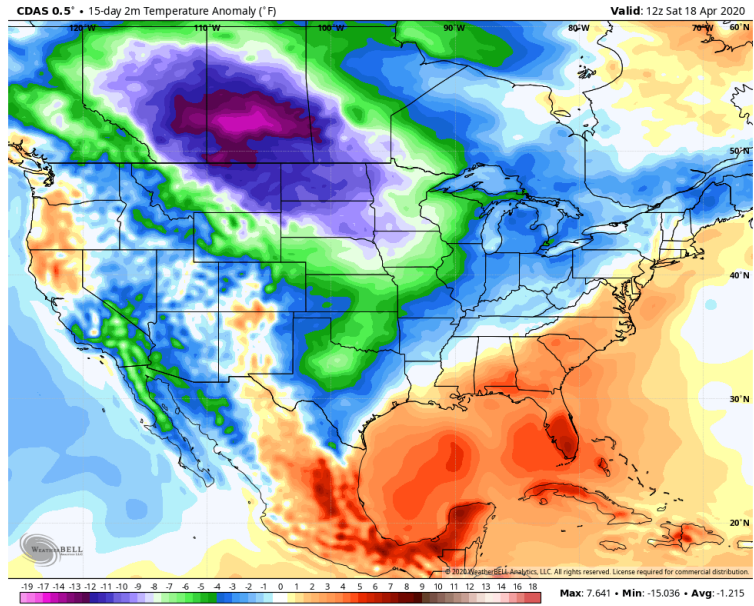 CDAS 0.5° • 15-day 2m Temperature Anomaly (°F) Valid: 12z Sat 18 Apr 2020
120°W 110°W 100°W 90°W 80°W 70°W 60°N
50°N
40°N
30°N
20°N
WEATHERBELL
© 2020 WeatherBELL Analytics, LLC. All rights reserved. License required for commercial distribution.
-19 -17 -14 -13 -12 -11 -10 -9 -8 -7 -6 -5 -4 -3 -2 -1 0 1 2 3 4 5 6 7 8 9 10 11 12 13 14 16 18 Max: 7.641 • Min: -15.036 • Avg: -1.215